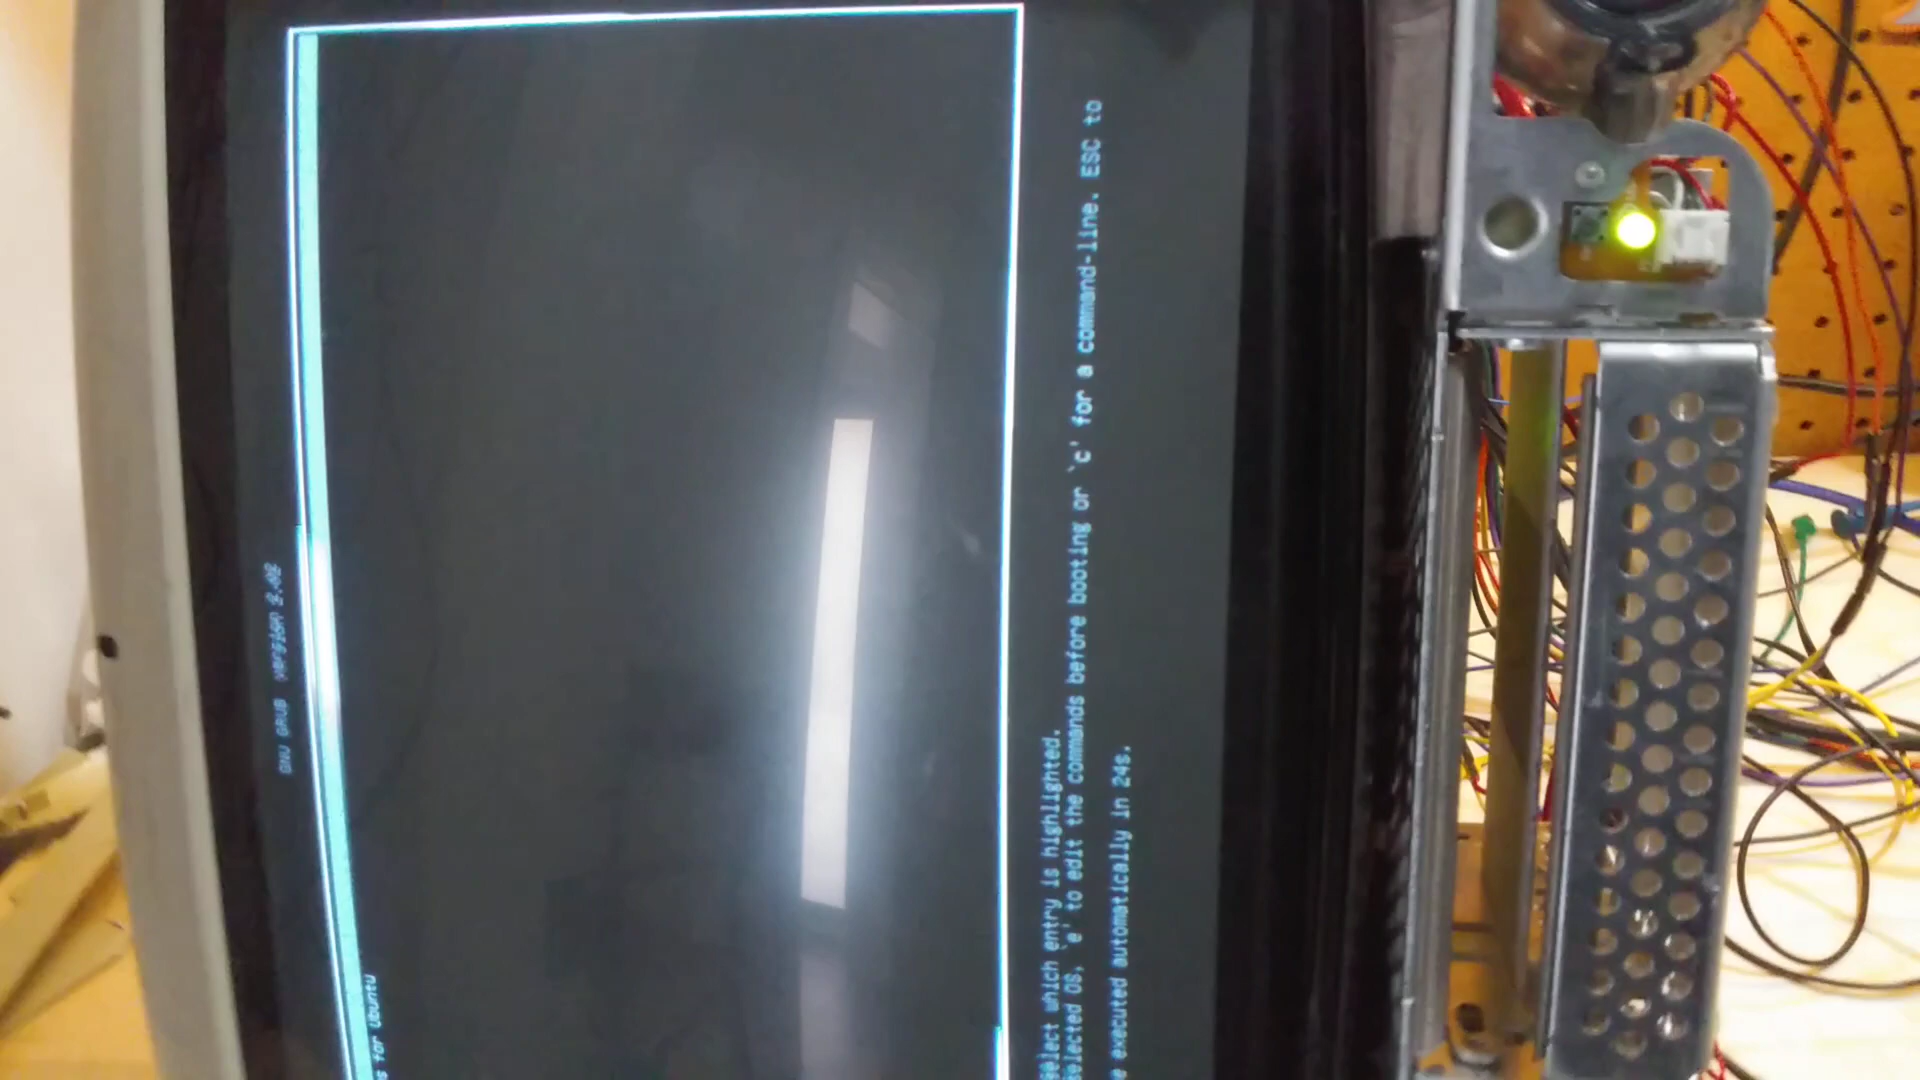 GNU GRUB version 2.02
s for Ubuntu
select which entry is highlighted.
selected OS, `e' to edit the commands before booting or `c' for a command-line. ESC to
e executed automatically in 24s.